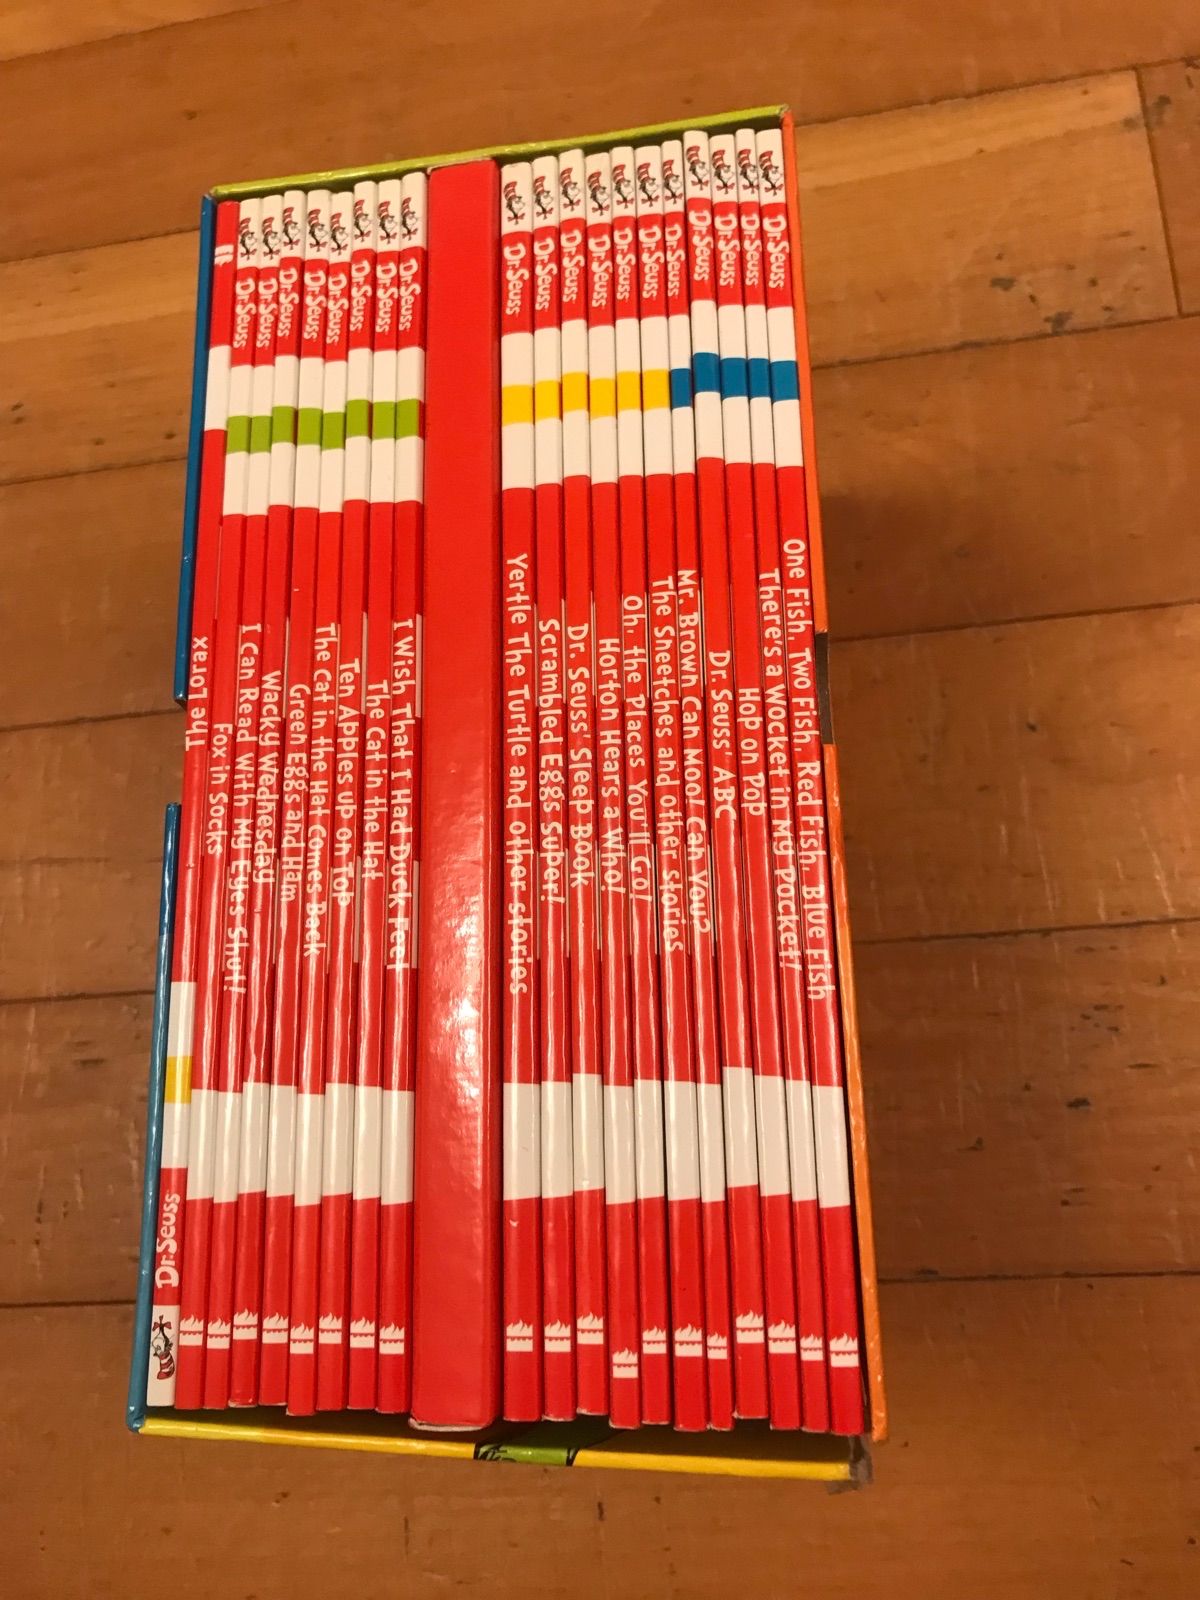 Dr. Seuss The Lorax
Dr. Seuss Fox in Socks
Dr. Seuss I Can Read With My Eyes Shut!
Dr. Seuss Wacky Wednesday
Dr. Seuss Green Eggs and Ham
Dr. Seuss The Cat in the Hat Comes Back
Dr. Seuss Ten Apples up on Top
Dr. Seuss The Cat in the Hat
Dr. Seuss I Wish That I Had Duck Feet
Dr. Seuss Yertle The Turtle and other stories
Dr. Seuss Scrambled Eggs Super!
Dr. Seuss Dr. Seuss' Sleep Book
Dr. Seuss Horton Hears a Who!
Dr. Seuss Oh, the Places You'll Go!
Dr. Seuss The Sneetches and other stories
Dr. Seuss Mr. Brown Can Moo! Can You?
Dr. Seuss Dr. Seuss' ABC
Dr. Seuss Hop on Pop
Dr. Seuss There's a Wocket in My Pocket!
Dr. Seuss One Fish, Two Fish, Red Fish, Blue Fish